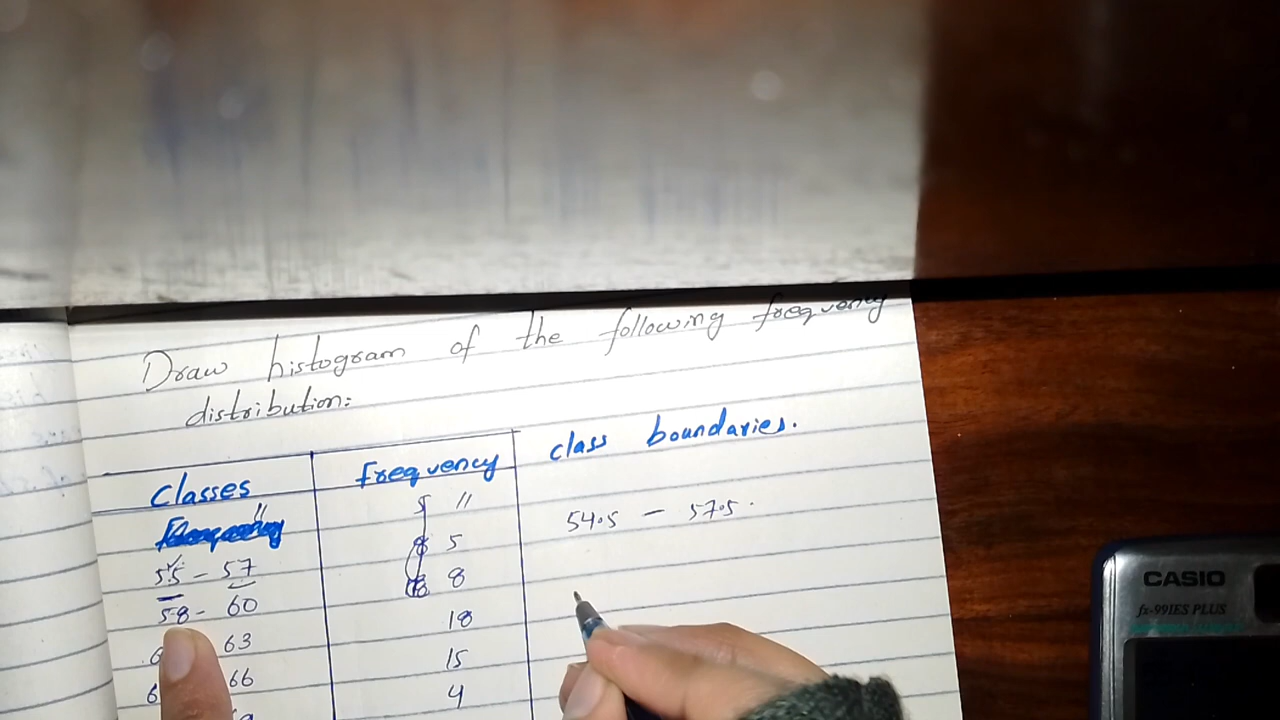 Draw histogram of the following frequency
distribution:
Classes
Frequency
class boundaries.
"
5 "
54.5 - 57.5.
5
55 - 57
8
58 - 60
18
63
15
66
4
CASIO
fx-991ES PLUS